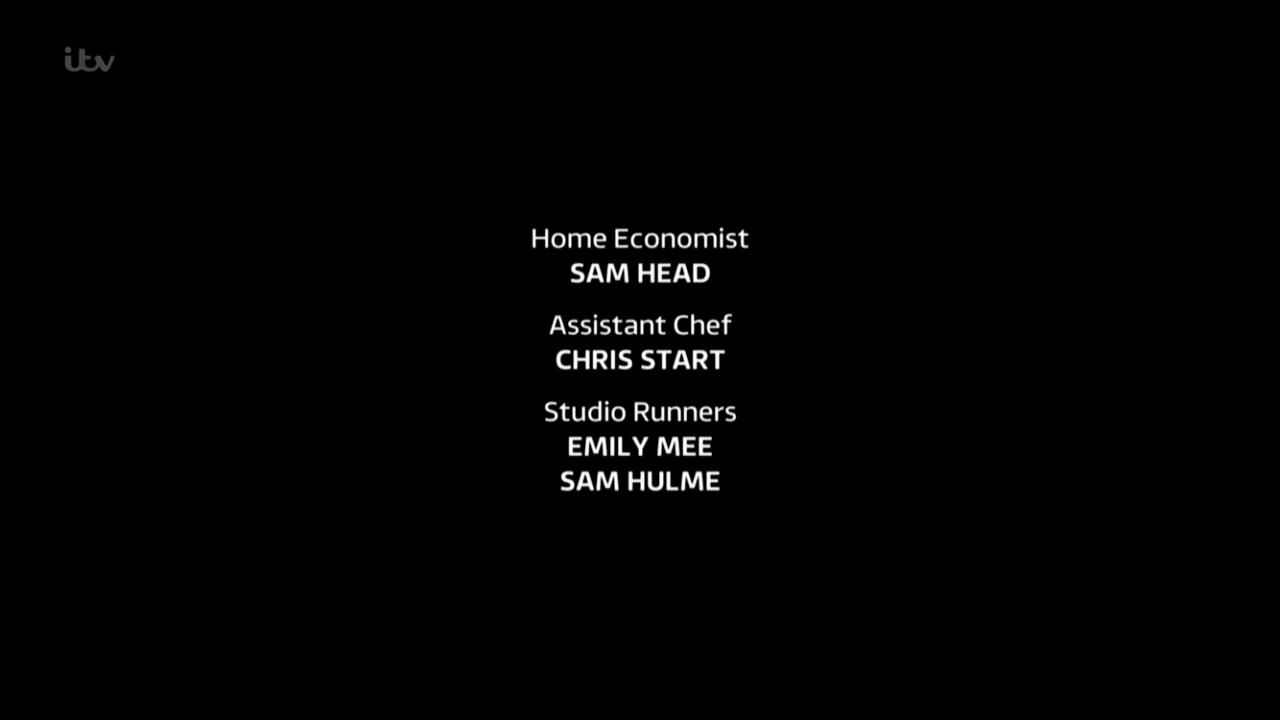 itv
Home Economist
SAM HEAD
Assistant Chef
CHRIS START
Studio Runners
EMILY MEE
SAM HULME